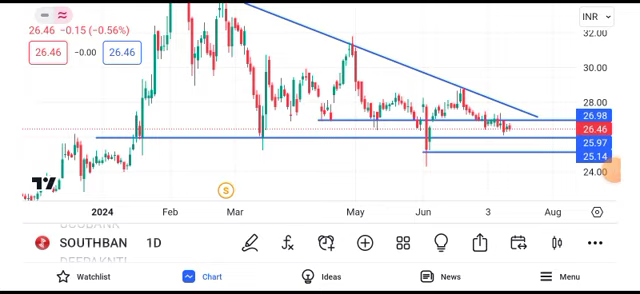 26.46 −0.15 (−0.56%)
INR
26.46 −0.00 26.46
32.00
30.00
28.00
26.98
26.46
25.97
25.14
24.00
S
2024 Feb Mar May Jun 3 Aug
SOUTHBAN 1D
Watchlist Chart Ideas News Menu